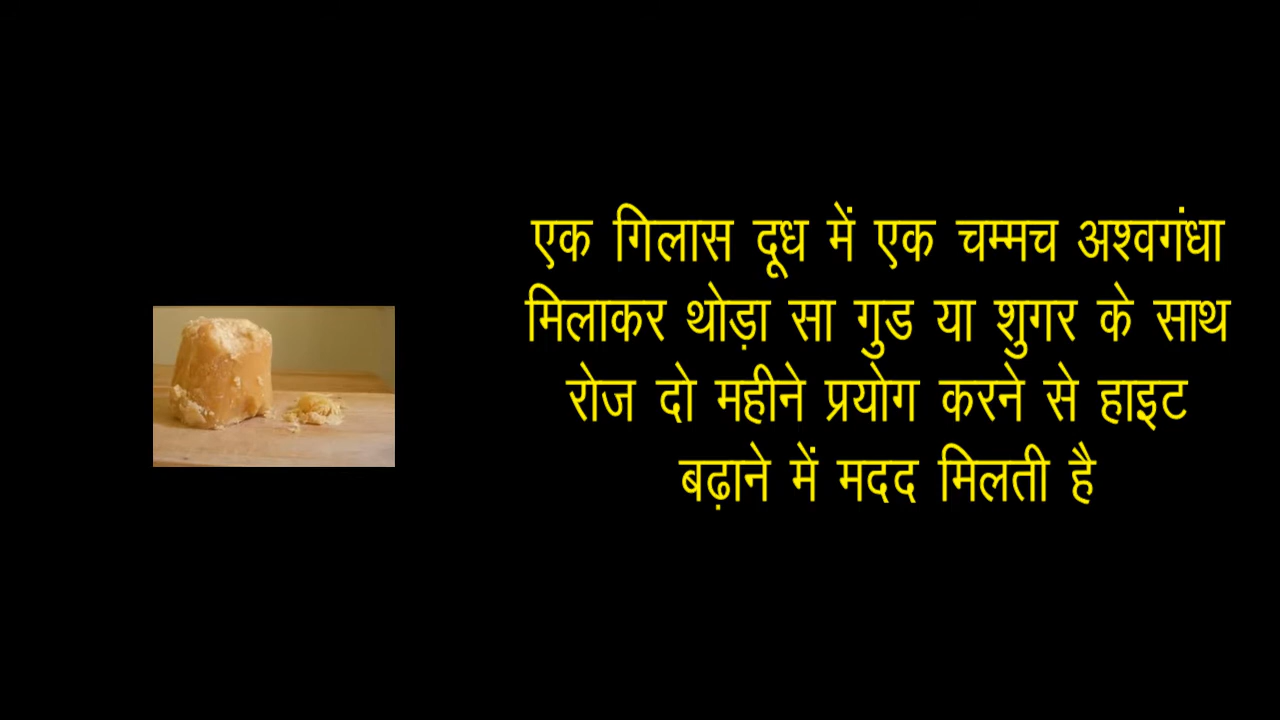 एक गिलास दूध में एक चम्मच अश्वगंधा
मिलाकर थोड़ा सा गुड या शुगर के साथ
रोज दो महीने प्रयोग करने से हाइट
बढ़ाने में मदद मिलती है